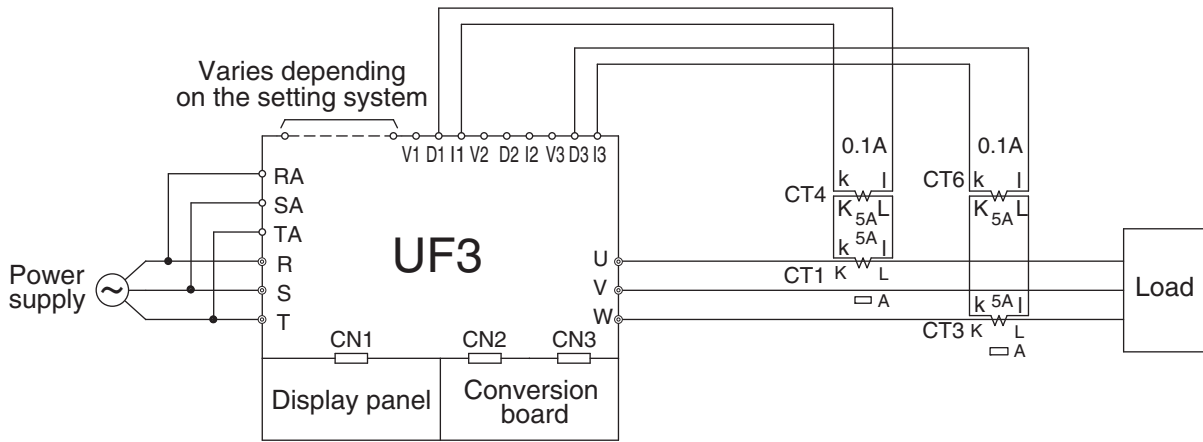 Varies depending
on the setting system
V1 D1 I1 V2 D2 I2 V3 D3 I3
RA
SA
TA
R
S
T
Power
supply
UF3
U
V
W
CN1
CN2
CN3
Display panel
Conversion
board
0.1A
k l
CT4
K 5A L
5A
k l
CT1 K L
A
0.1A
CT6 k l
K 5A L
k 5A l
CT3 K L
A
Load